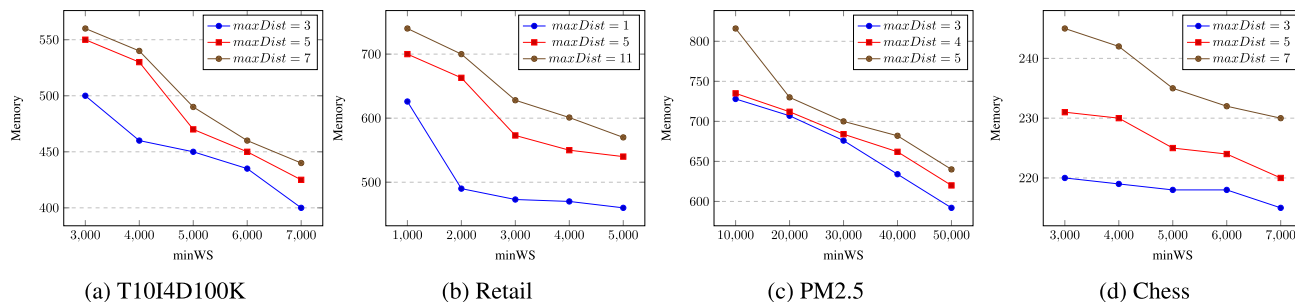 550
500
450
400
Memory
3,000 4,000 5,000 6,000 7,000
minWS
maxDist = 3
maxDist = 5
maxDist = 7
(a) T10I4D100K
700
600
500
Memory
1,000 2,000 3,000 4,000 5,000
minWS
maxDist = 1
maxDist = 5
maxDist = 11
(b) Retail
800
750
700
650
600
Memory
10,000 20,000 30,000 40,000 50,000
minWS
maxDist = 3
maxDist = 4
maxDist = 5
(c) PM2.5
240
230
220
Memory
3,000 4,000 5,000 6,000 7,000
minWS
maxDist = 3
maxDist = 5
maxDist = 7
(d) Chess